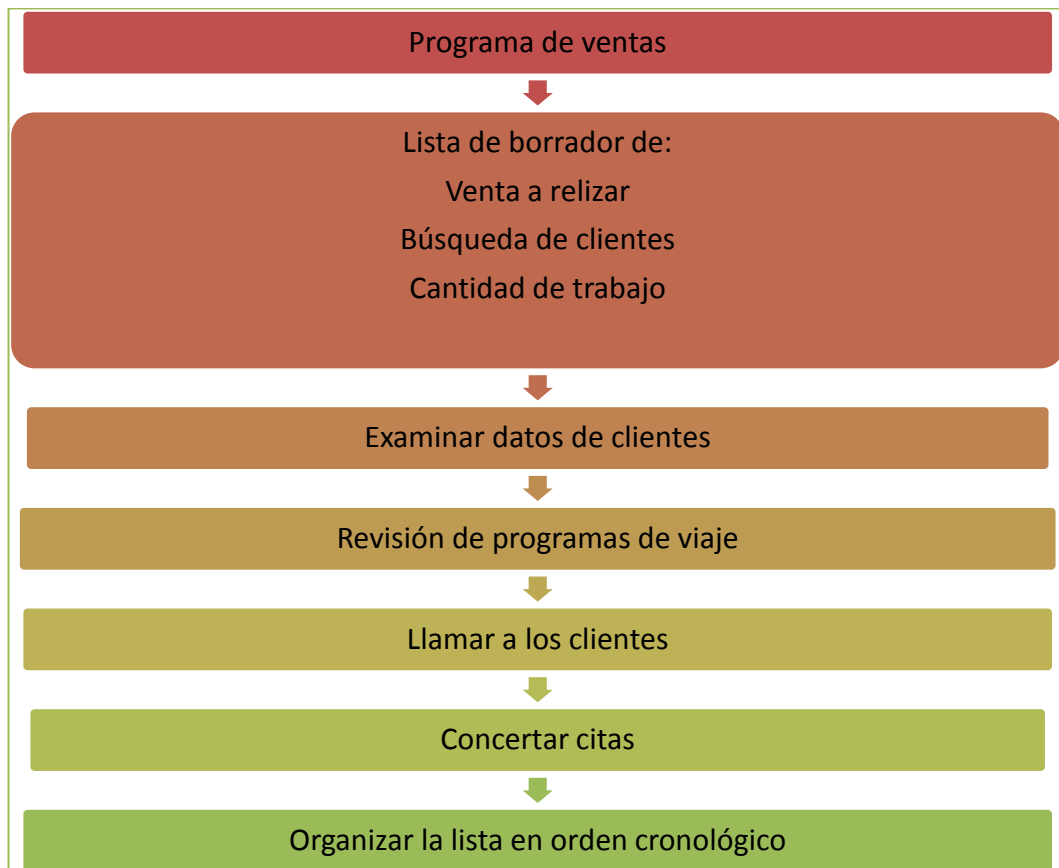 Programa de ventas
Lista de borrador de:
Venta a relizar
Búsqueda de clientes
Cantidad de trabajo
Examinar datos de clientes
Revisión de programas de viaje
Llamar a los clientes
Concertar citas
Organizar la lista en orden cronológico